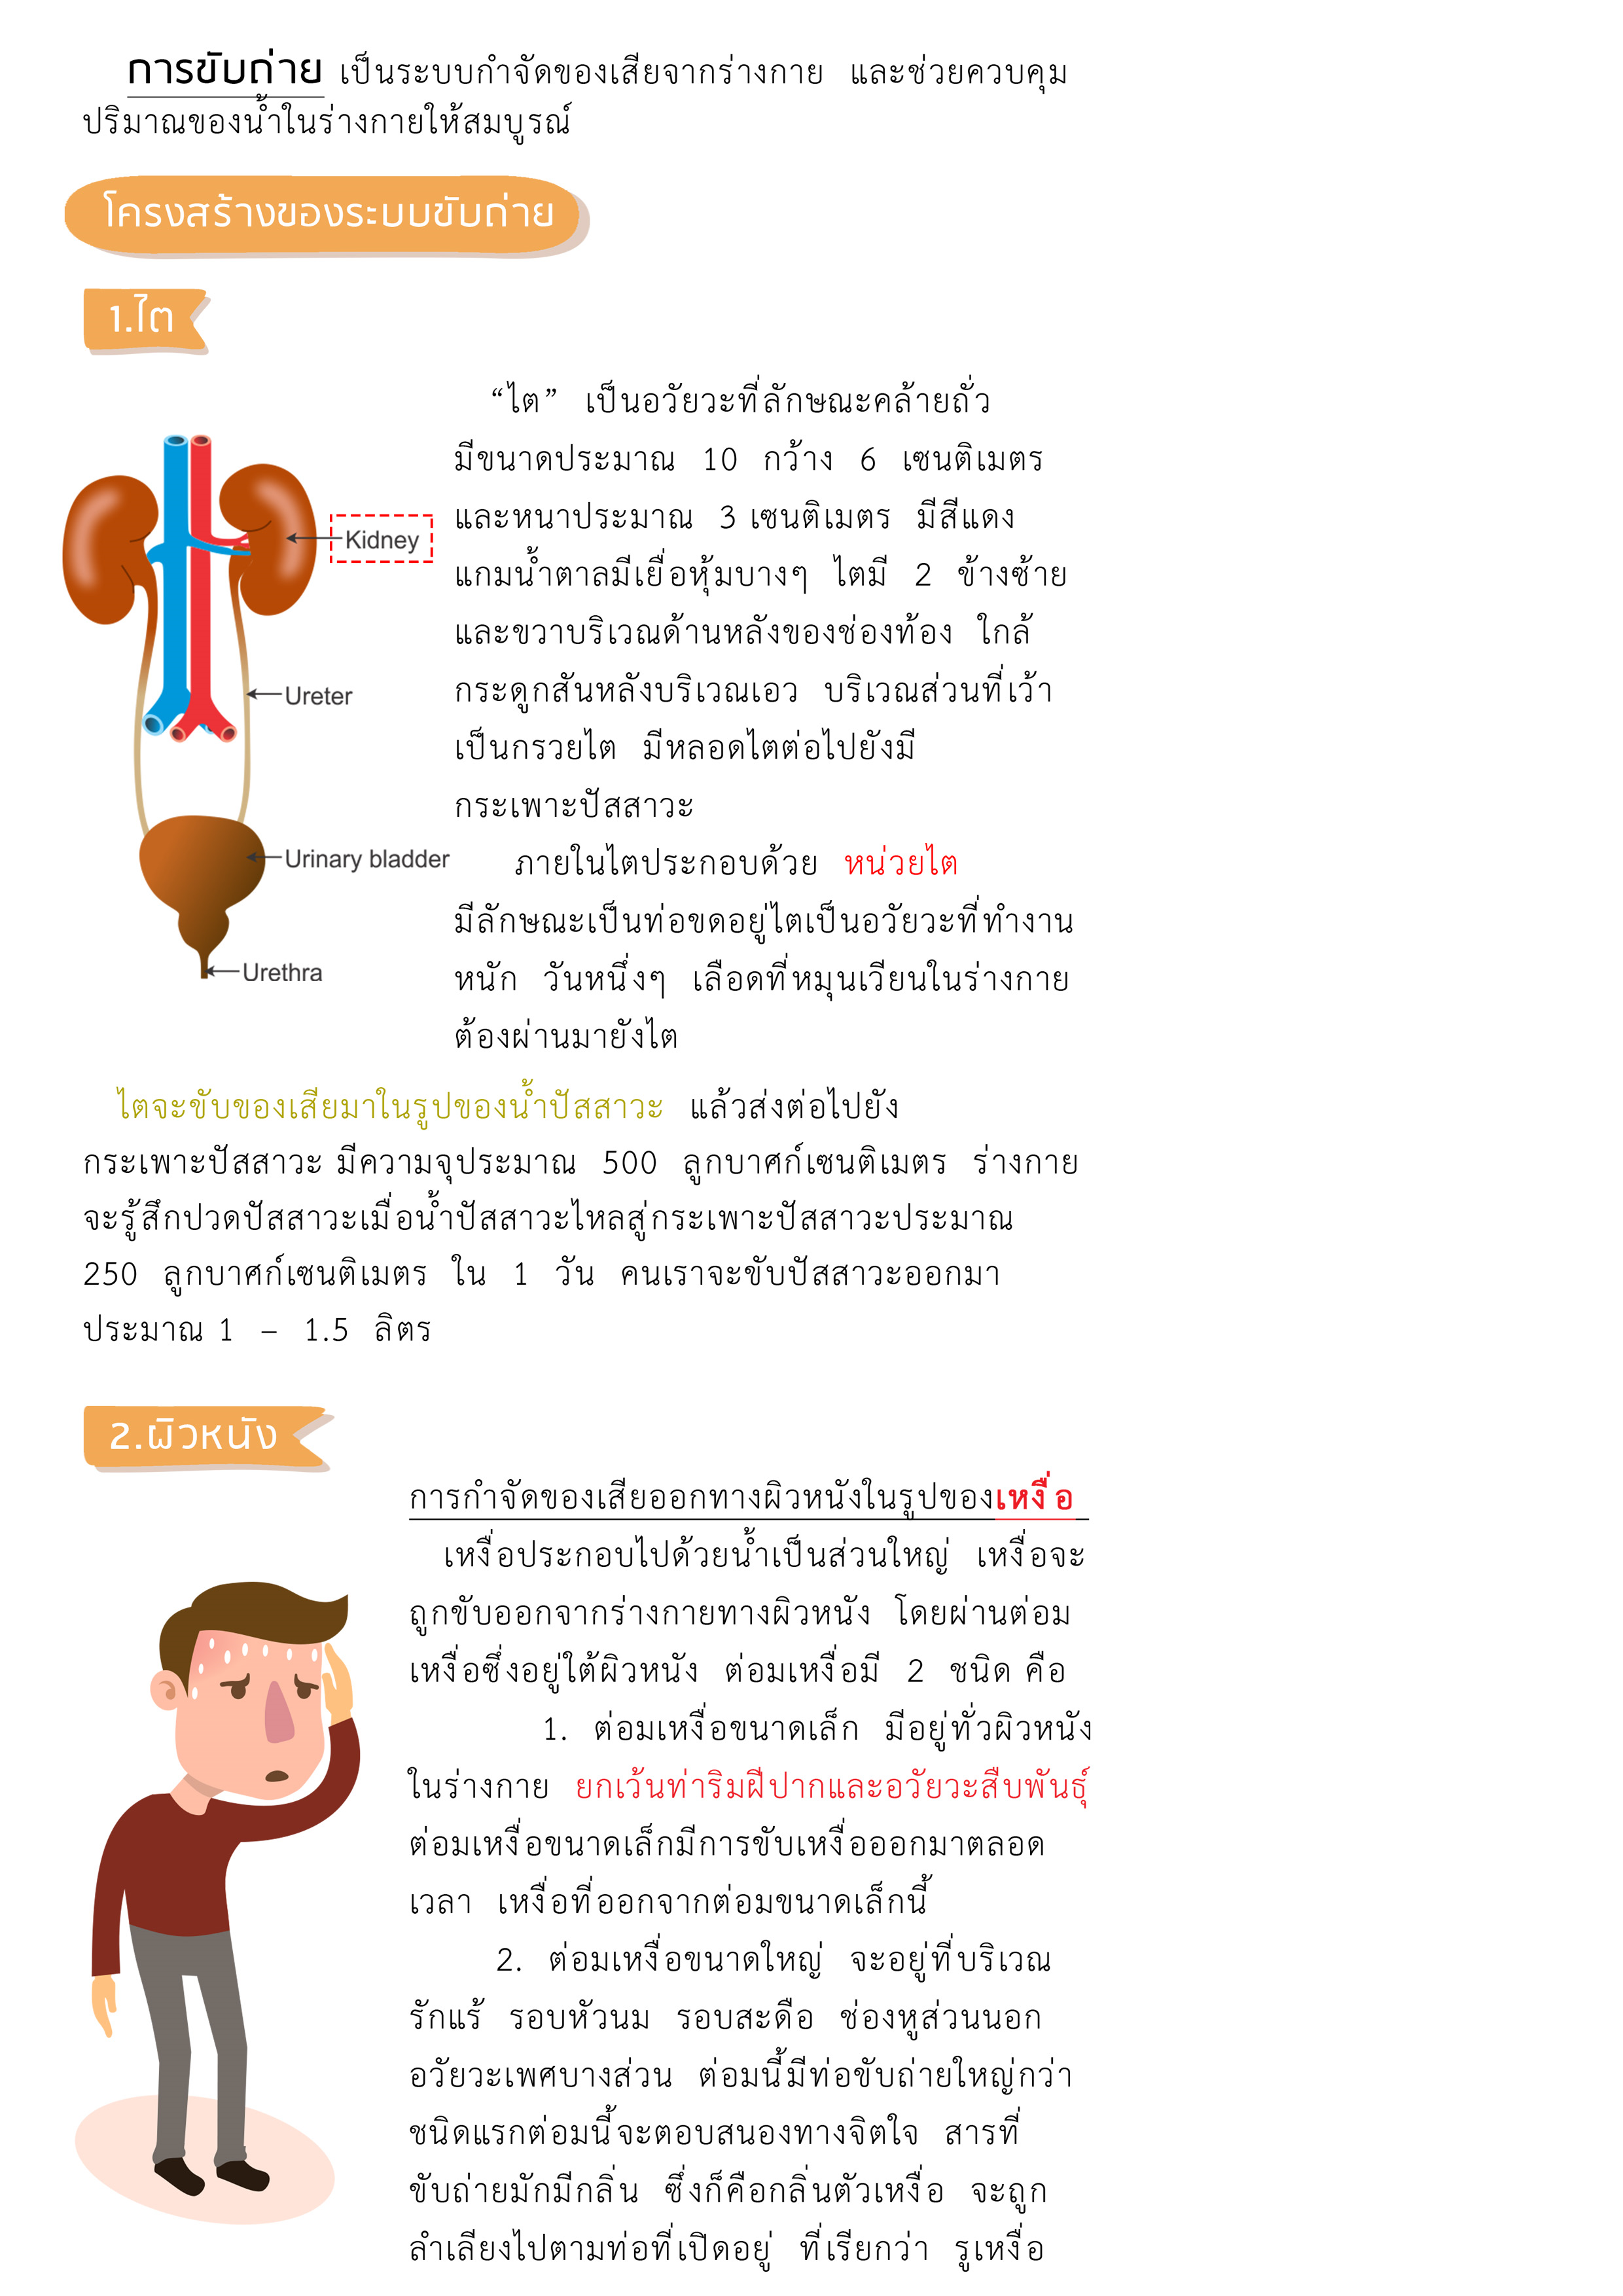 การขับถ่าย เป็นระบบกำจัดของเสียจากร่างกาย และช่วยควบคุม
ปริมาณของน้ำในร่างกายให้สมบูรณ์
โครงสร้างของระบบขับถ่าย
1.ไต
“ไต” เป็นอวัยวะที่ลักษณะคล้ายถั่ว
มีขนาดประมาณ 10 กว้าง 6 เซนติเมตร
และหนาประมาณ 3 เซนติเมตร มีสีแดง
แกมน้ำตาลมีเยื่อหุ้มบางๆ ไตมี 2 ข้างซ้าย
และขวาบริเวณด้านหลังของช่องท้อง ใกล้
กระดูกสันหลังบริเวณเอว บริเวณส่วนที่เว้า
เป็นกรวยไต มีหลอดไตต่อไปยังมี
กระเพาะปัสสาวะ
ภายในไตประกอบด้วย หน่วยไต
มีลักษณะเป็นท่อขดอยู่ไตเป็นอวัยวะที่ทำงาน
หนัก วันหนึ่งๆ เลือดที่หมุนเวียนในร่างกาย
ต้องผ่านมายังไต
Kidney
Ureter
Urinary bladder
Urethra
ไตจะขับของเสียมาในรูปของน้ำปัสสาวะ แล้วส่งต่อไปยัง
กระเพาะปัสสาวะ มีความจุประมาณ 500 ลูกบาศก์เซนติเมตร ร่างกาย
จะรู้สึกปวดปัสสาวะเมื่อน้ำปัสสาวะไหลสู่กระเพาะปัสสาวะประมาณ
250 ลูกบาศก์เซนติเมตร ใน 1 วัน คนเราจะขับปัสสาวะออกมา
ประมาณ 1 – 1.5 ลิตร
2.ผิวหนัง
การกำจัดของเสียออกทางผิวหนังในรูปของเหงื่อ
เหงื่อประกอบไปด้วยน้ำเป็นส่วนใหญ่ เหงื่อจะ
ถูกขับออกจากร่างกายทางผิวหนัง โดยผ่านต่อม
เหงื่อซึ่งอยู่ใต้ผิวหนัง ต่อมเหงื่อมี 2 ชนิด คือ
1. ต่อมเหงื่อขนาดเล็ก มีอยู่ทั่วผิวหนัง
ในร่างกาย ยกเว้นท่าริมฝีปากและอวัยวะสืบพันธุ์
ต่อมเหงื่อขนาดเล็กมีการขับเหงื่อออกมาตลอด
เวลา เหงื่อที่ออกจากต่อมขนาดเล็กนี้
2. ต่อมเหงื่อขนาดใหญ่ จะอยู่ที่บริเวณ
รักแร้ รอบหัวนม รอบสะดือ ช่องหูส่วนนอก
อวัยวะเพศบางส่วน ต่อมนี้มีท่อขับถ่ายใหญ่กว่า
ชนิดแรกต่อมนี้จะตอบสนองทางจิตใจ สารที่
ขับถ่ายมักมีกลิ่น ซึ่งก็คือกลิ่นตัวเหงื่อ จะถูก
ลำเลียงไปตามท่อที่เปิดอยู่ ที่เรียกว่า รูเหงื่อ